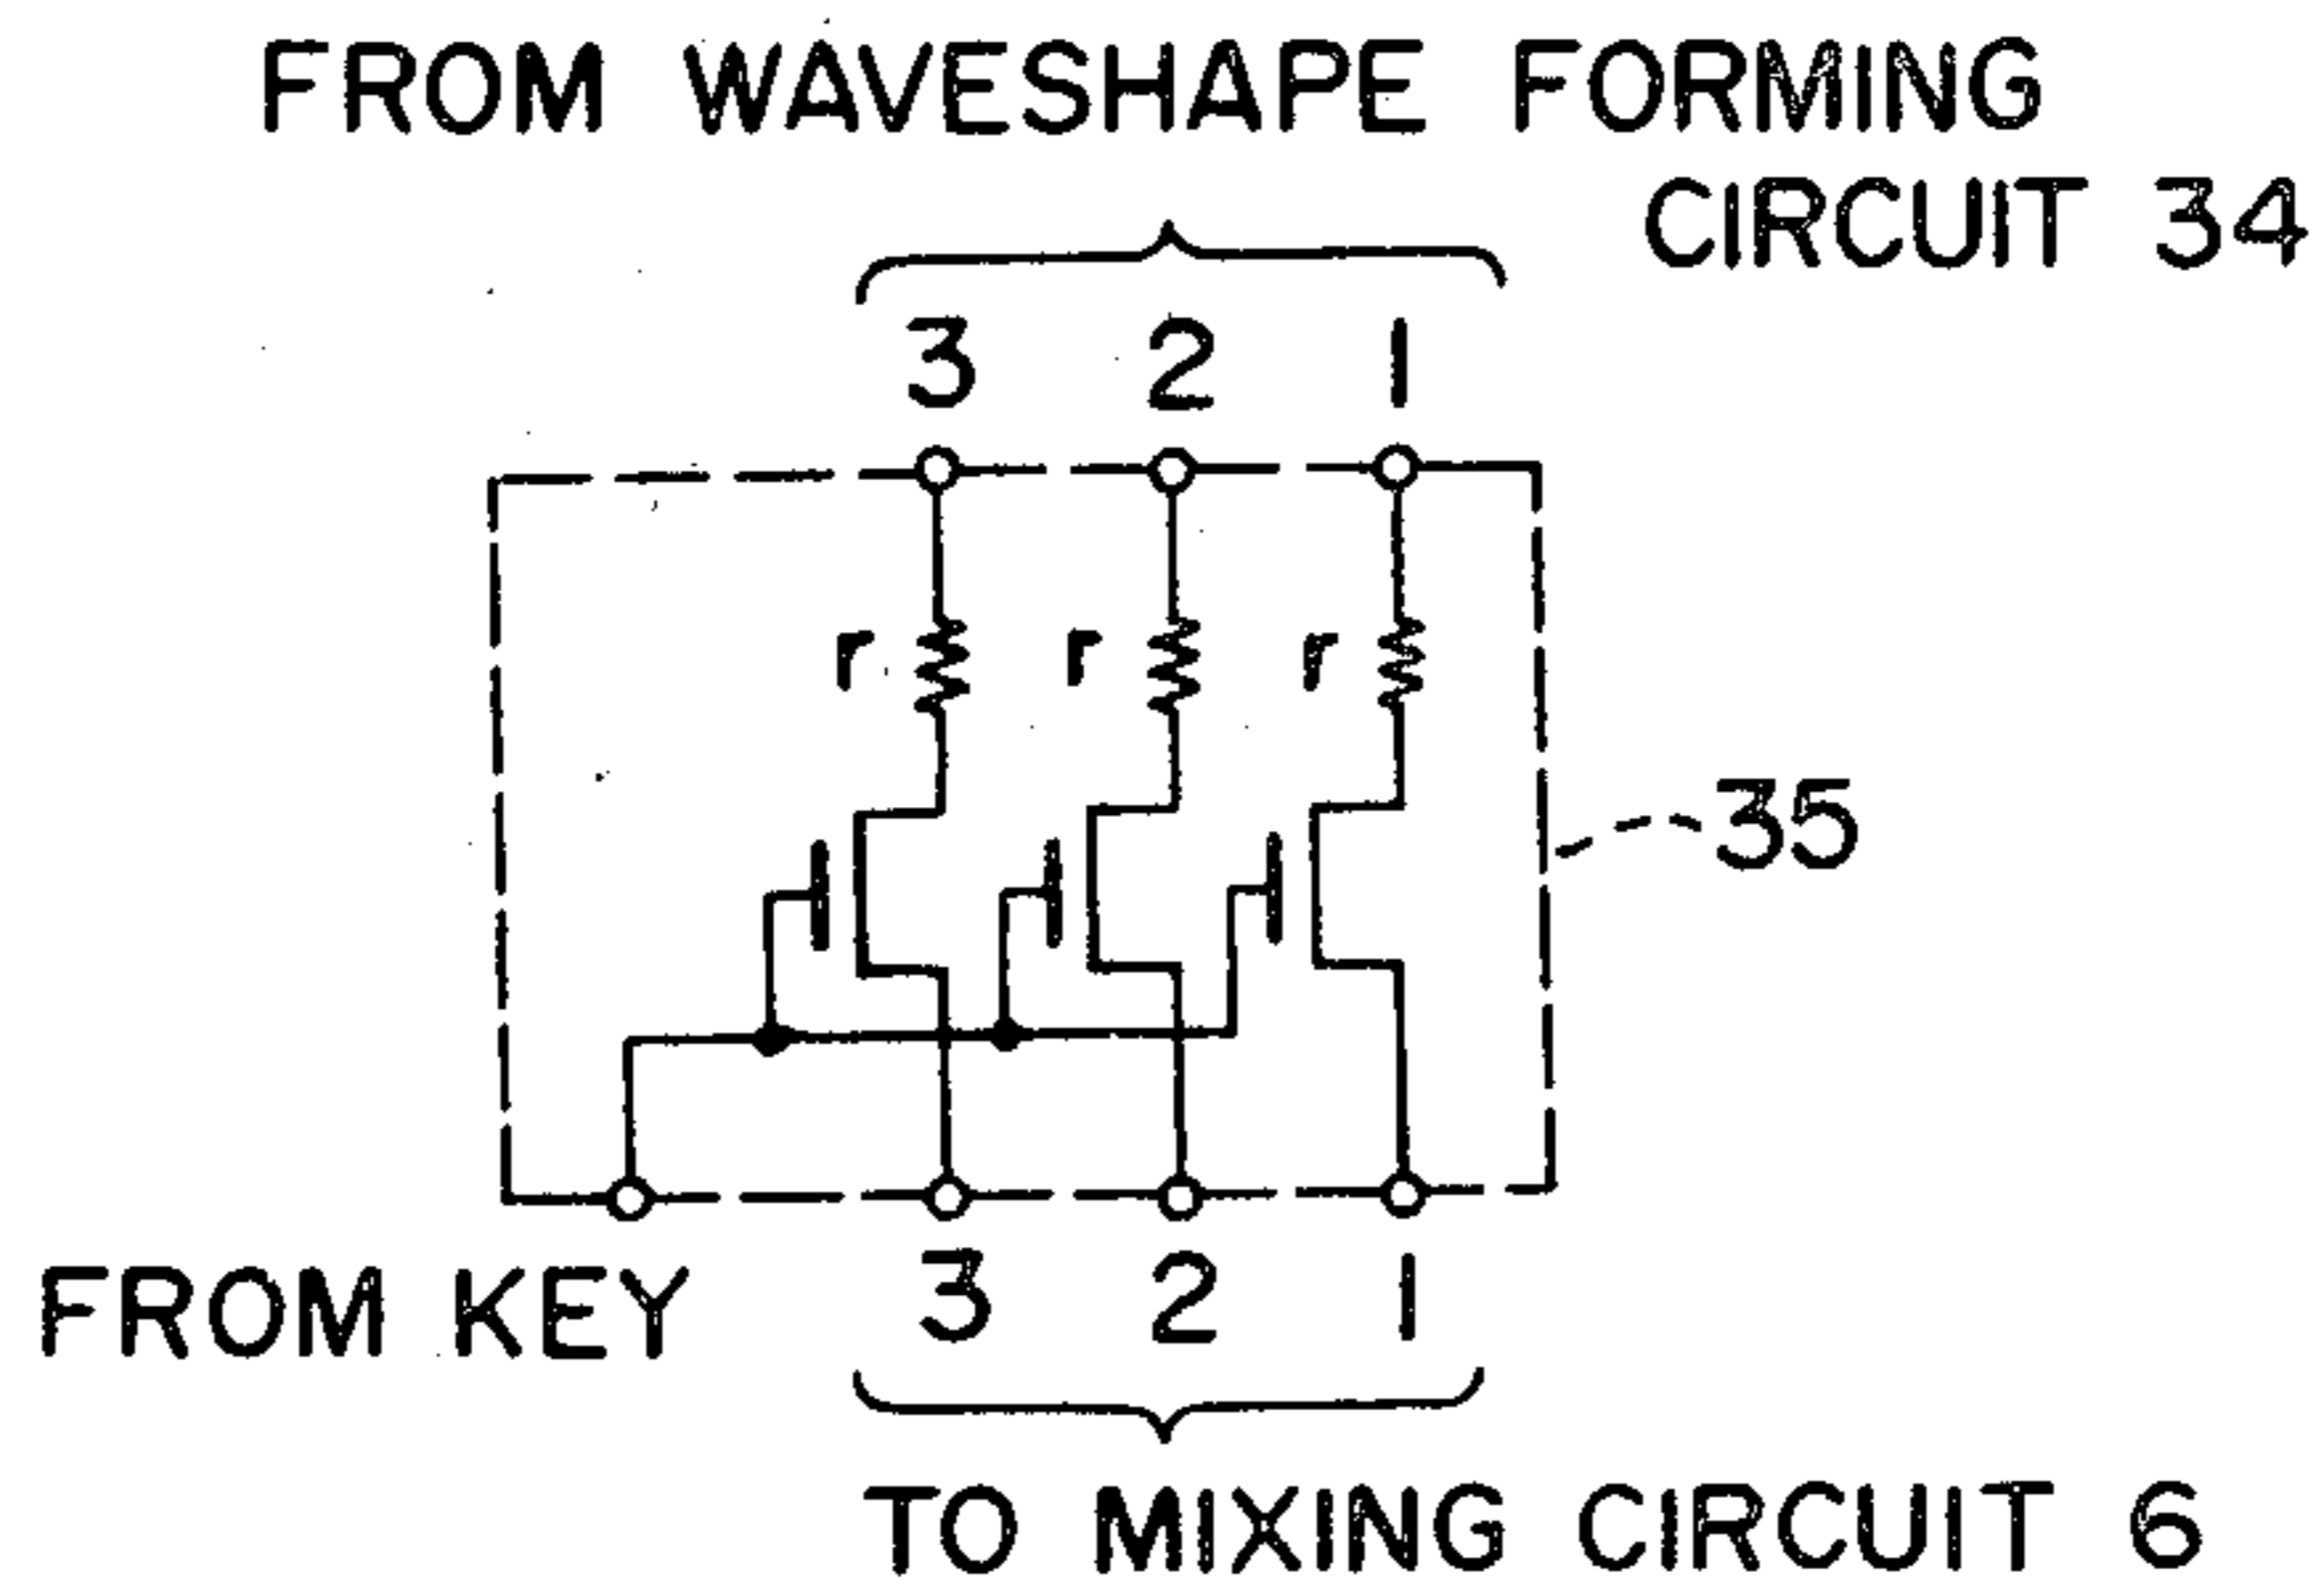 FROM WAVESHAPE FORMING
CIRCUIT 34
3 2 1
r r r
35
FROM KEY
3 2 1
TO MIXING CIRCUIT 6